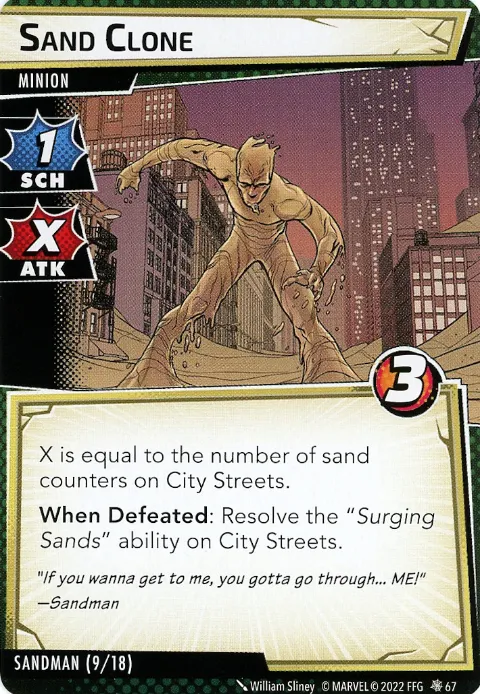 SAND CLONE
MINION
1
SCH
X
ATK
3
X is equal to the number of sand
counters on City Streets.
When Defeated: Resolve the “Surging
Sands” ability on City Streets.
"If you wanna get to me, you gotta go through... ME!"
—Sandman
SANDMAN (9/18)
William Sliney © MARVEL © 2022 FFG 67